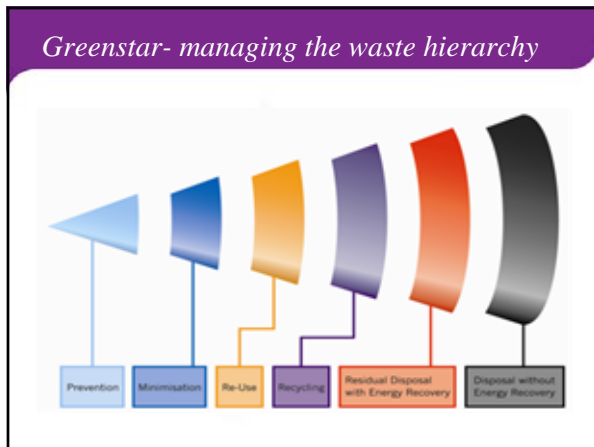 Greenstar- managing the waste hierarchy
Prevention
Minimisation
Re-Use
Recycling
Residual Disposal
with Energy Recovery
Disposal without
Energy Recovery